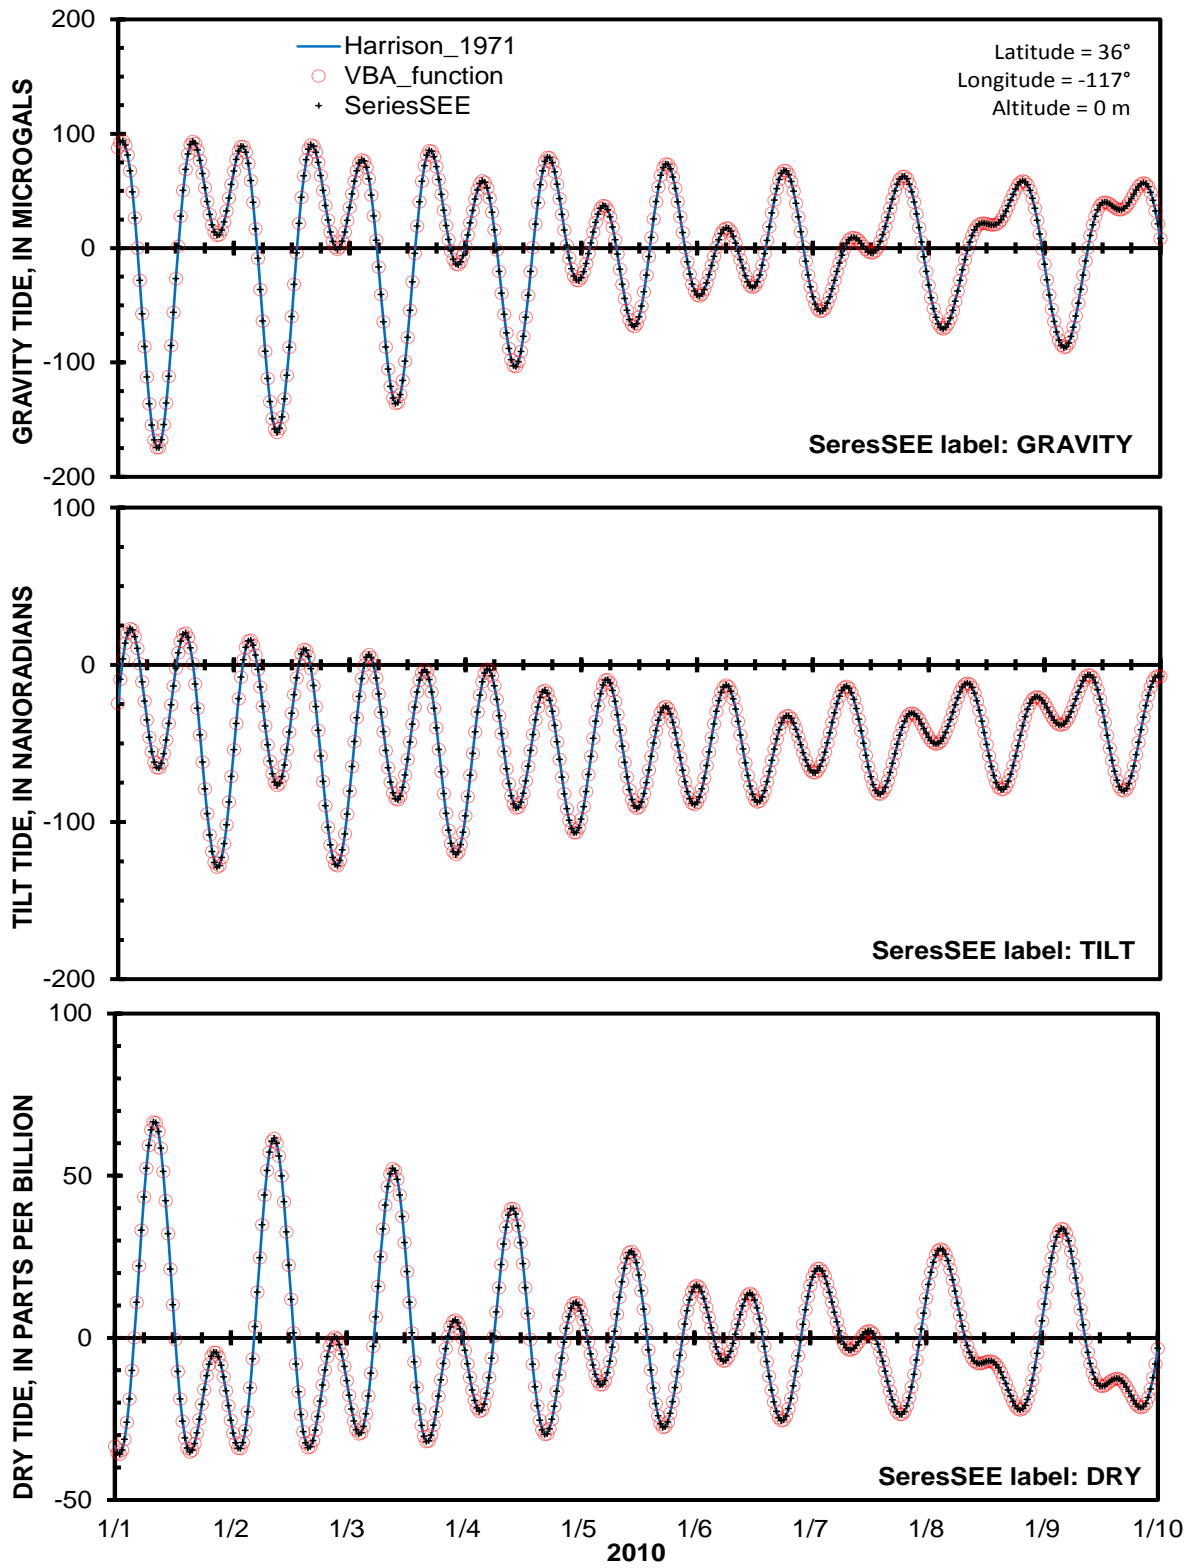 200
100
0
-100
-200
GRAVITY TIDE, IN MICROGALS
Harrison_1971
VBA_function
SeriesSEE
Latitude = 36°
Longitude = -117°
Altitude = 0 m
SeresSEE label: GRAVITY
100
0
-100
-200
TILT TIDE, IN NANORADIANS
SeresSEE label: TILT
100
50
0
-50
DRY TIDE, IN PARTS PER BILLION
SeresSEE label: DRY
1/1 1/2 1/3 1/4 1/5 1/6 1/7 1/8 1/9 1/10
2010